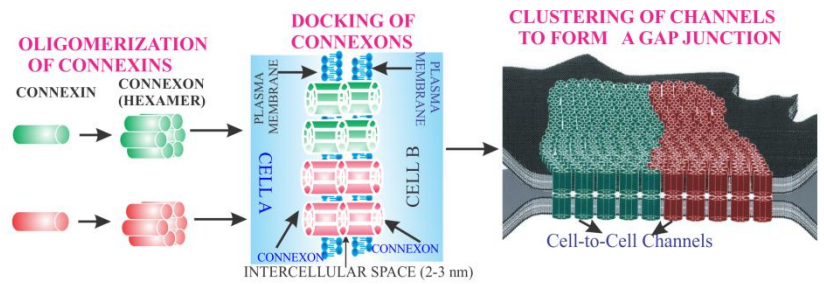 OLIGOMERIZATION
OF CONNEXINS
CONNEXIN
CONNEXON
(HEXAMER)
DOCKING OF
CONNEXONS
PLASMA
MEMBRANE
PLASMA
MEMBRANE
CELL A
CELL B
CONNEXON
CONNEXON
INTERCELLULAR SPACE (2-3 nm)
CLUSTERING OF CHANNELS
TO FORM A GAP JUNCTION
Cell-to-Cell Channels